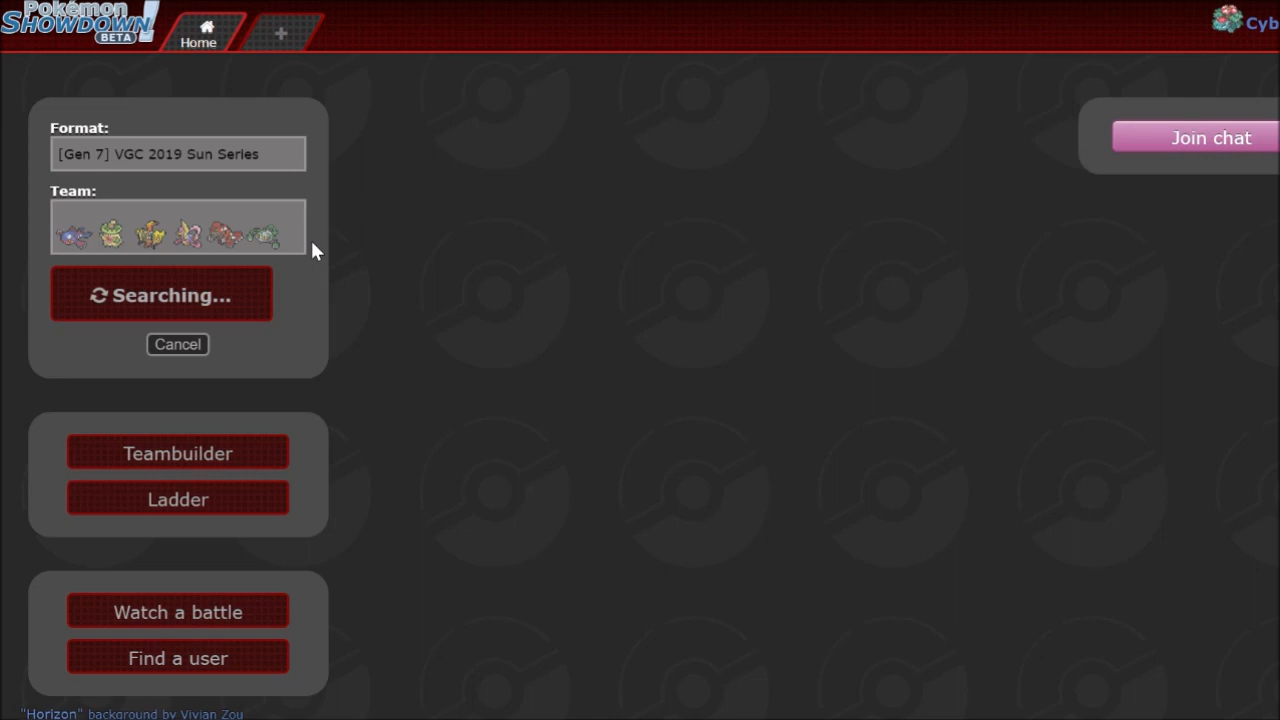 Pokémon
SHOWDOWN!
BETA
Home
Cyb
Format:
[Gen 7] VGC 2019 Sun Series
Team:
Searching...
Cancel
Join chat
Teambuilder
Ladder
Watch a battle
Find a user
"Horizon" background by Vivian Zou